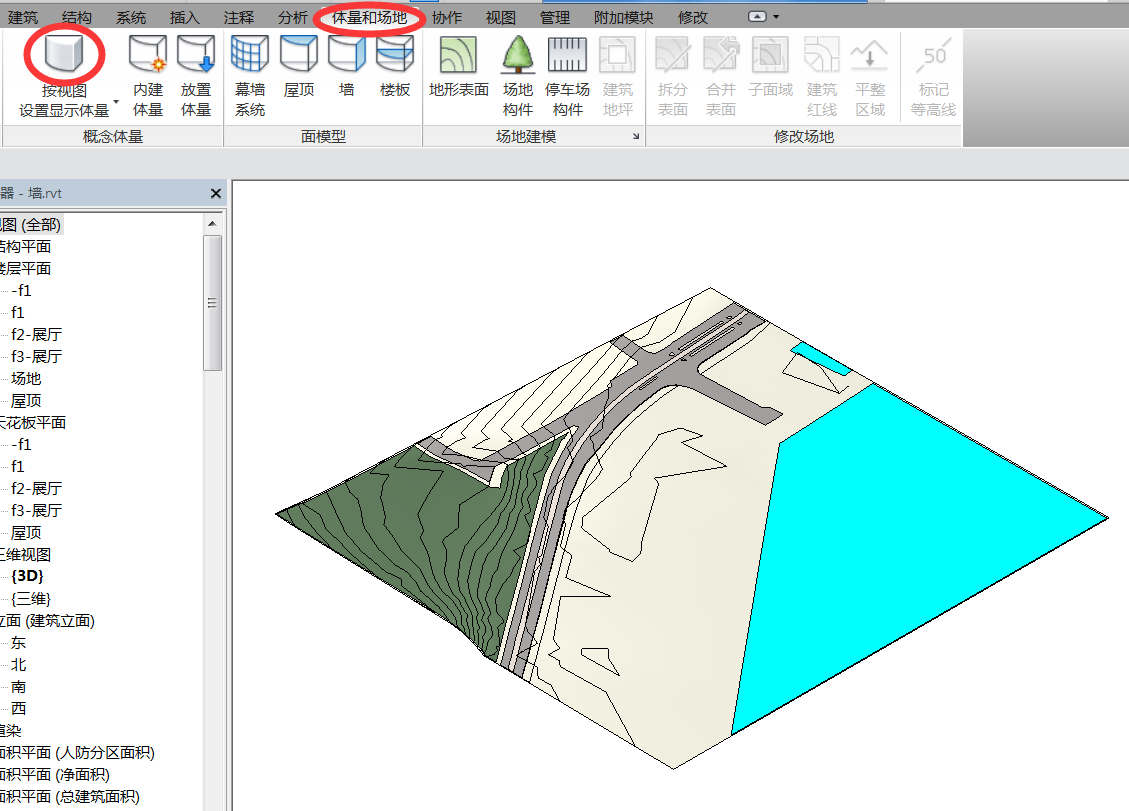 建筑 结构 系统 插入 注释 分析 体量和场地 协作 视图 管理 附加模块 修改
按视图
设置显示体量
内建
体量
放置
体量
幕墙
系统
屋顶
墙
楼板
地形表面
场地
构件
停车场
构件
建筑
地坪
拆分
表面
合并
表面
子面域
建筑
红线
平整
区域
50
标记
等高线
概念体量 面模型 场地建模 修改场地
器 - 墙.rvt
图 (全部)
结构平面
楼层平面
-f1
f1
f2-展厅
f3-展厅
场地
屋顶
天花板平面
-f1
f1
f2-展厅
f3-展厅
屋顶
三维视图
{3D}
{三维}
立面 (建筑立面)
东
北
南
西
渲染
面积平面 (人防分区面积)
面积平面 (净面积)
面积平面 (总建筑面积)